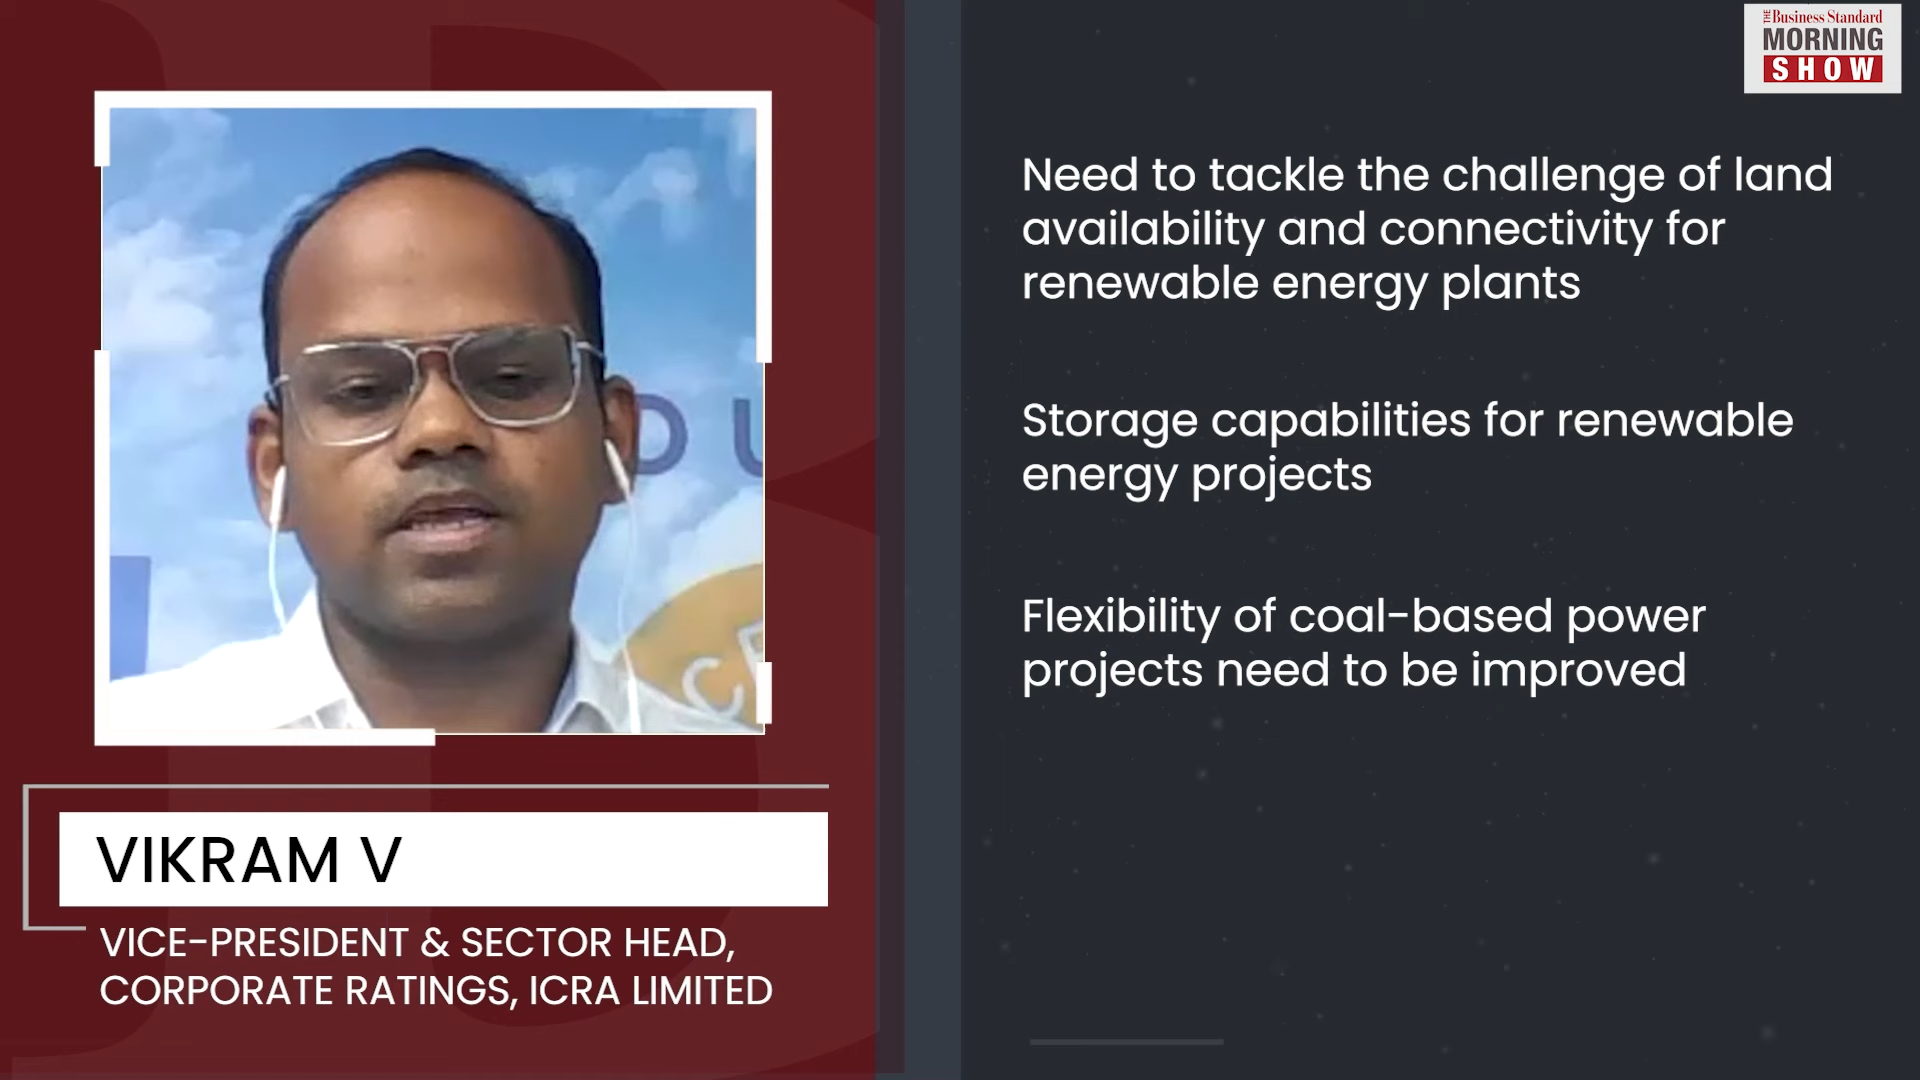 THE Business Standard
MORNING
SHOW
Need to tackle the challenge of land
availability and connectivity for
renewable energy plants
Storage capabilities for renewable
energy projects
Flexibility of coal-based power
projects need to be improved
OU
VIKRAM V
VICE-PRESIDENT & SECTOR HEAD,
CORPORATE RATINGS, ICRA LIMITED